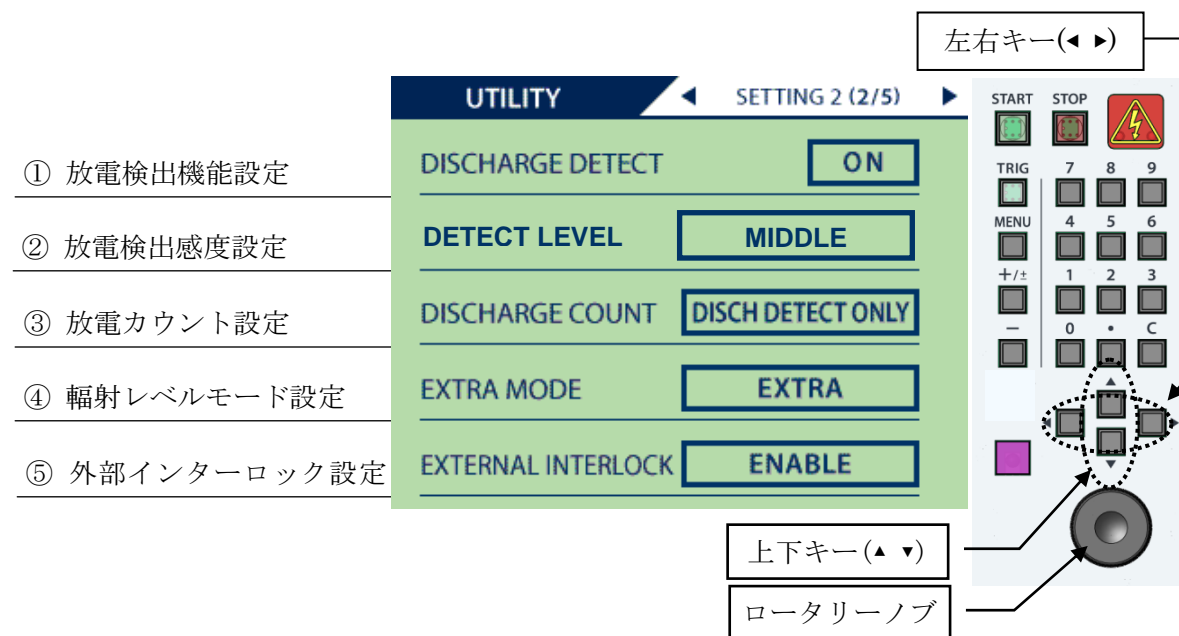 左右キー(◀ ▶)
UTILITY ◀ SETTING 2 (2/5) ▶
① 放電検出機能設定
DISCHARGE DETECT ON
② 放電検出感度設定
DETECT LEVEL MIDDLE
③ 放電カウント設定
DISCHARGE COUNT DISCH DETECT ONLY
④ 輻射レベルモード設定
EXTRA MODE EXTRA
⑤ 外部インターロック設定
EXTERNAL INTERLOCK ENABLE
START STOP
TRIG 7 8 9
MENU 4 5 6
+/± 1 2 3
− 0 • C
上下キー(▲ ▼)
ロータリーノブ